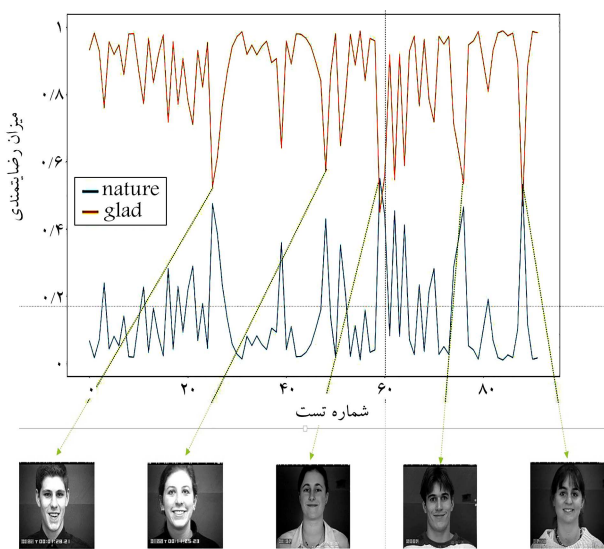 ۱
۰/۸
۰/۶
۰/۴
۰/۲
۰
میزان رضایتمندی
nature
glad
۰ ۲۰ ۴۰ ۶۰ ۸۰
شماره تست